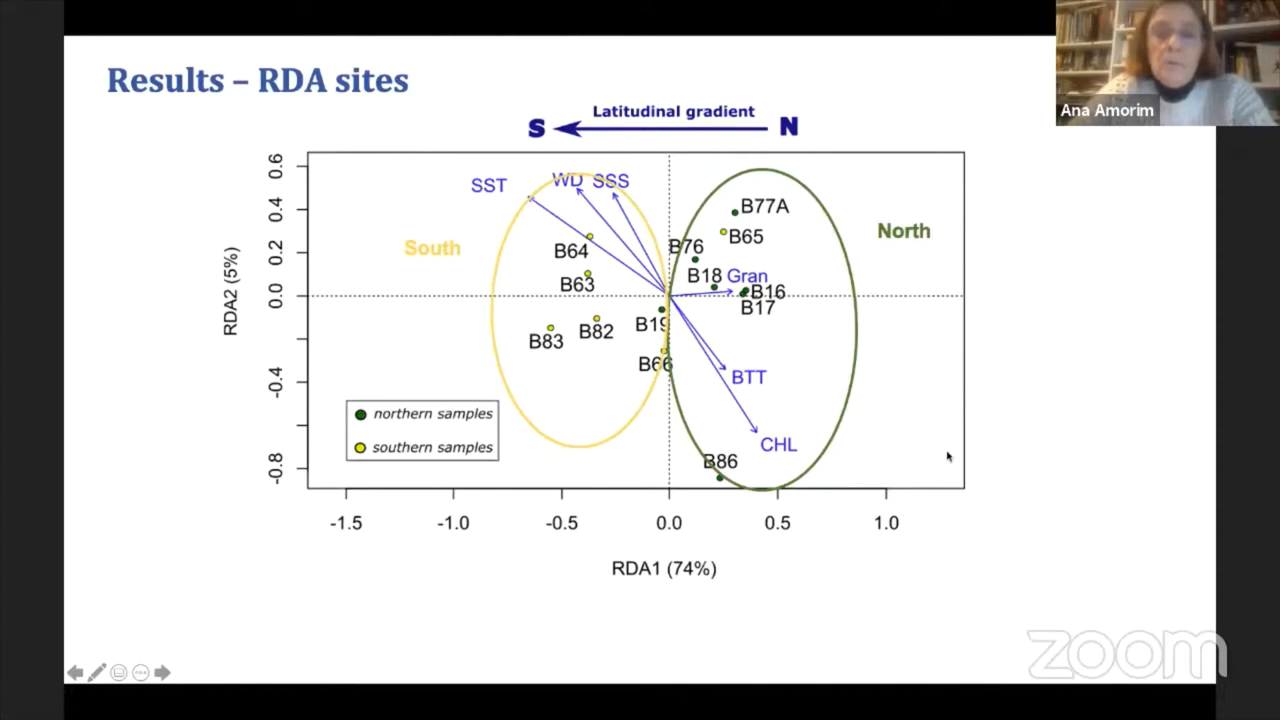 Results – RDA sites
Ana Amorim
Latitudinal gradient
S N
0.6
0.4
0.2
0.0
-0.4
-0.8
RDA2 (5%)
SST
WD
SSS
South
North
B77A
B65
B76
B64
B18
Gran
B63
B16
B17
B19
B82
B83
B66
BTT
CHL
B86
northern samples
southern samples
-1.5 -1.0 -0.5 0.0 0.5 1.0
RDA1 (74%)
zoom